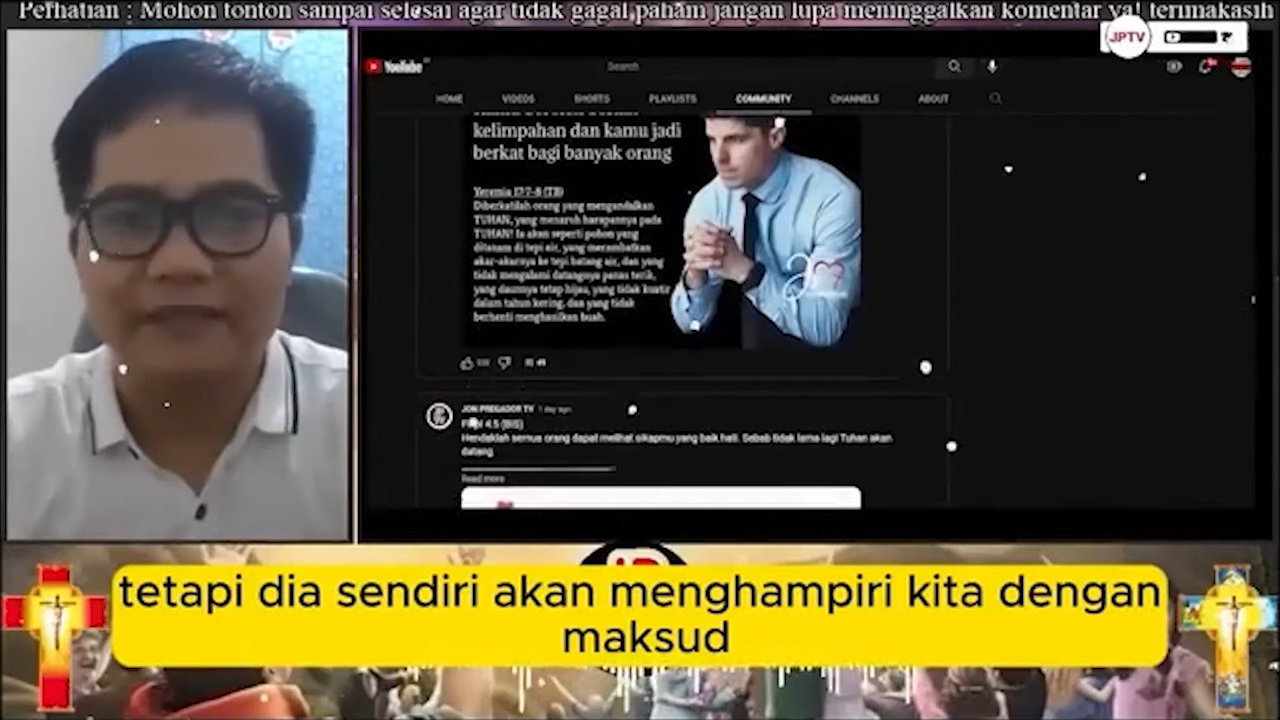 Perhatian : Mohon tonton sampai selesai agar tidak gagal paham jangan lupa meninggalkan komentar ya! terimakasih
JPTV
YouTube
Search
HOME VIDEOS SHORTS PLAYLISTS COMMUNITY CHANNELS ABOUT
kelimpahan dan kamu jadi
berkat bagi banyak orang
Yeremia 17:7-8 (TB)
Diberkatilah orang yang mengandalkan
TUHAN, yang menaruh harapannya pada
TUHAN! Ia akan seperti pohon yang
ditanam di tepi air, yang merambatkan
akar-akarnya ke tepi batang air, dan yang
tidak mengalami datangnya panas terik,
yang daunnya tetap hijau, yang tidak kuatir
dalam tahun kering, dan yang tidak
berhenti menghasilkan buah.
JON PREGADOR TV 1 day ago
4.5 (BIS)
Hendaklah semua orang dapat melihat sikapmu yang baik hati. Sebab tidak lama lagi Tuhan akan
datang
Read more
tetapi dia sendiri akan menghampiri kita dengan
maksud